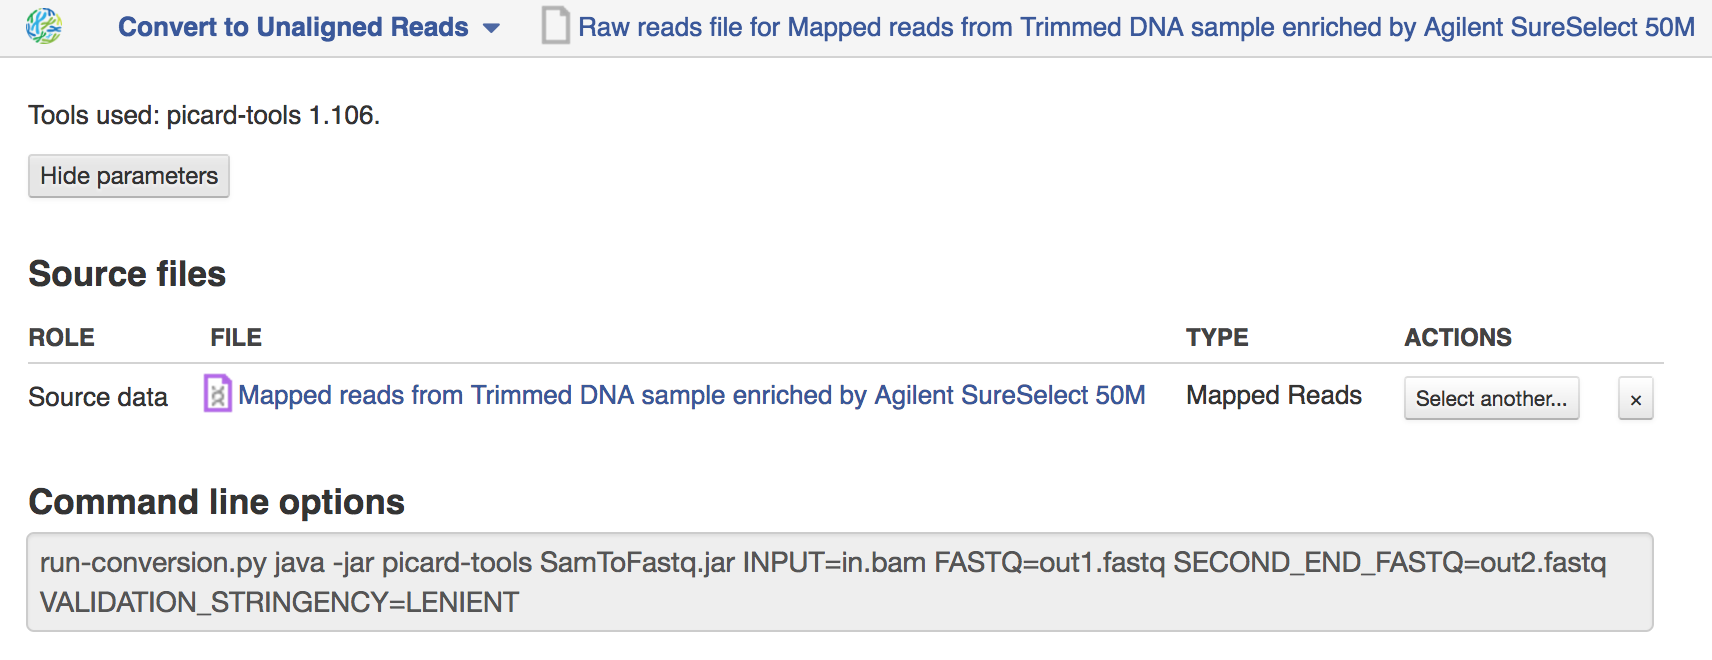 Convert to Unaligned Reads Raw reads file for Mapped reads from Trimmed DNA sample enriched by Agilent SureSelect 50M
Tools used: picard-tools 1.106.
Hide parameters
Source files
ROLE FILE TYPE ACTIONS
Source data Mapped reads from Trimmed DNA sample enriched by Agilent SureSelect 50M Mapped Reads Select another... ×
Command line options
run-conversion.py java -jar picard-tools SamToFastq.jar INPUT=in.bam FASTQ=out1.fastq SECOND_END_FASTQ=out2.fastq
VALIDATION_STRINGENCY=LENIENT